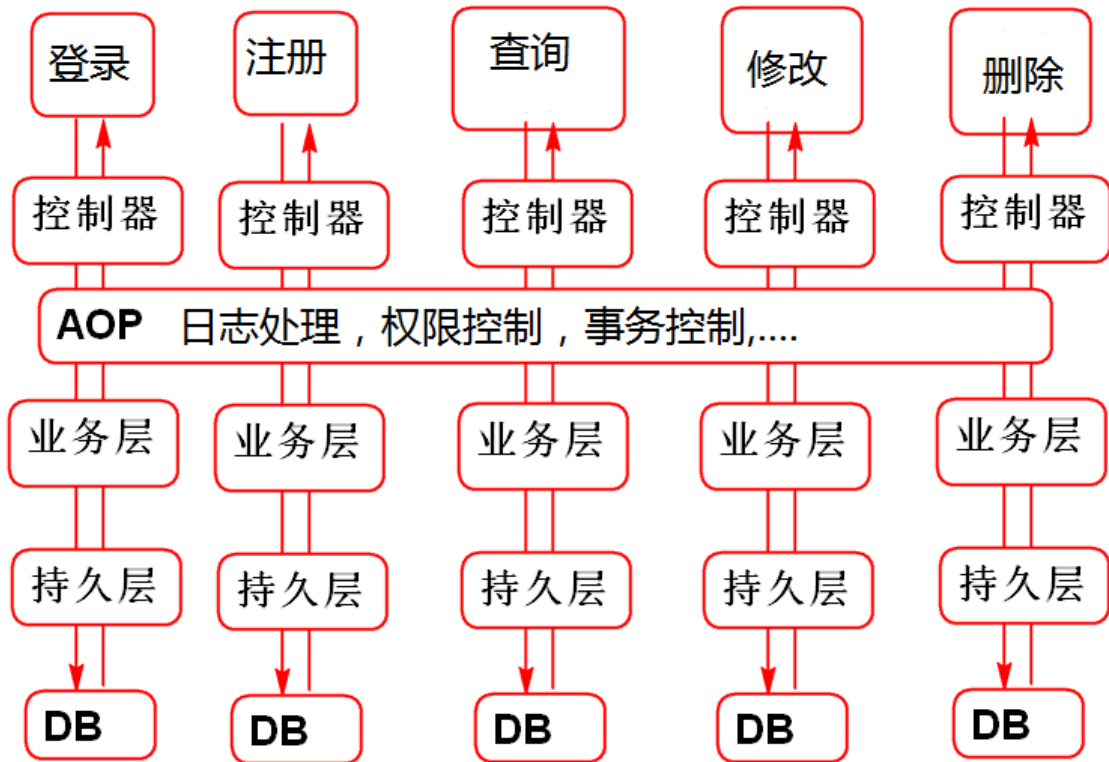 登录 注册 查询 修改 删除
控制器 控制器 控制器 控制器 控制器
AOP 日志处理，权限控制，事务控制,....
业务层 业务层 业务层 业务层 业务层
持久层 持久层 持久层 持久层 持久层
DB DB DB DB DB